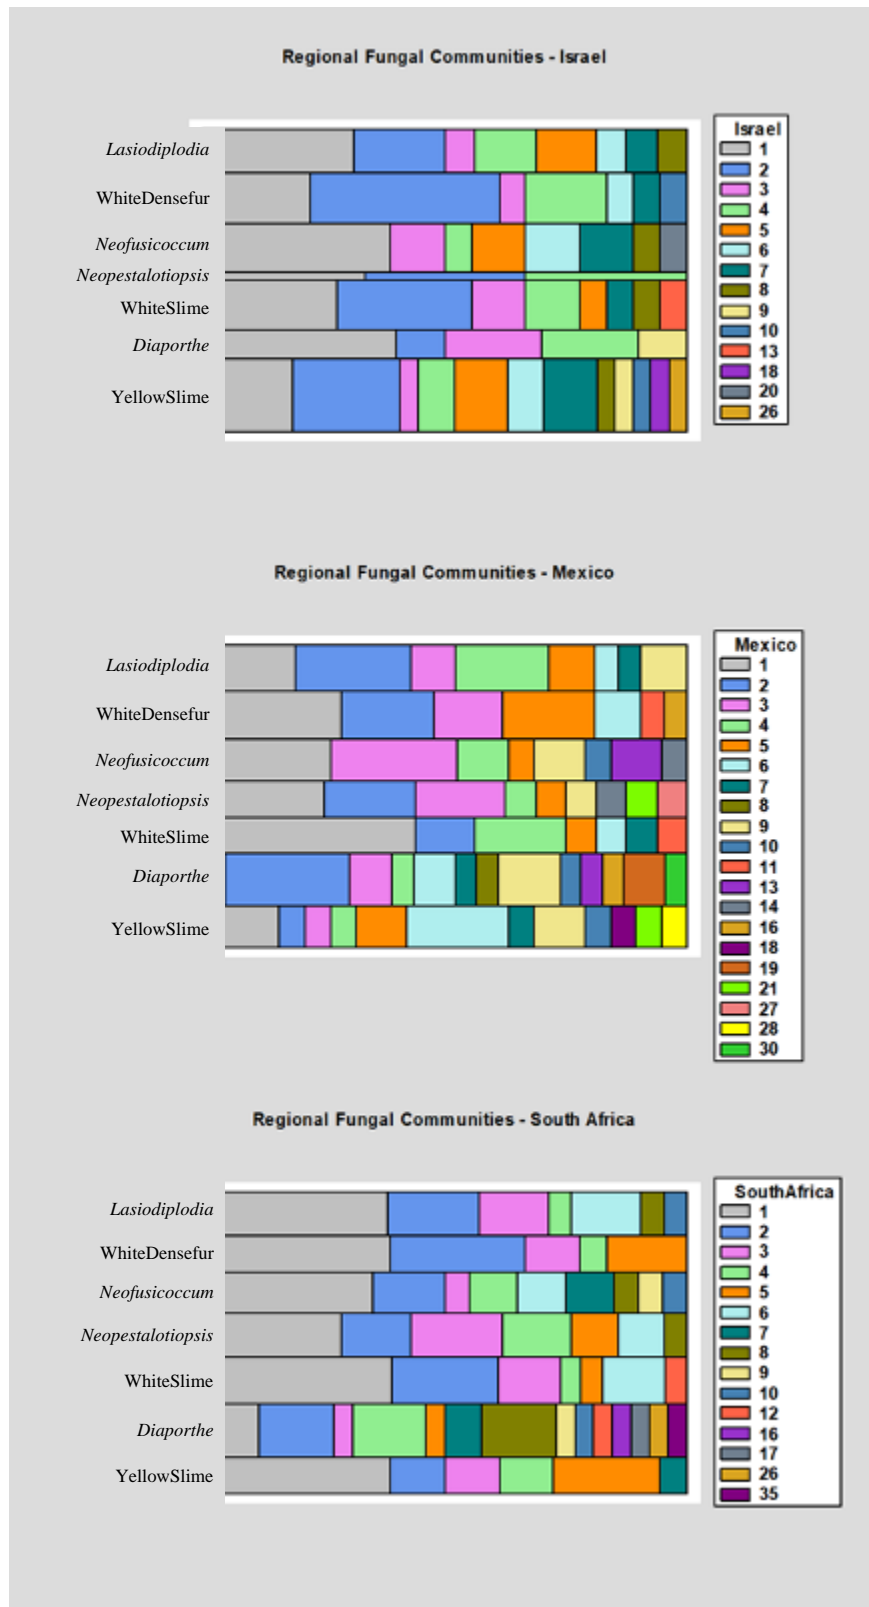 Regional Fungal Communities - Israel
Lasiodiplodia
WhiteDensefur
Neofusicoccum
Neopestalotiopsis
WhiteSlime
Diaporthe
YellowSlime
Israel
1
2
3
4
5
6
7
8
9
10
13
18
20
26
Regional Fungal Communities - Mexico
Lasiodiplodia
WhiteDensefur
Neofusicoccum
Neopestalotiopsis
WhiteSlime
Diaporthe
YellowSlime
Mexico
1
2
3
4
5
6
7
8
9
10
11
13
14
16
18
19
21
27
28
30
Regional Fungal Communities - South Africa
Lasiodiplodia
WhiteDensefur
Neofusicoccum
Neopestalotiopsis
WhiteSlime
Diaporthe
YellowSlime
SouthAfrica
1
2
3
4
5
6
7
8
9
10
12
16
17
26
35